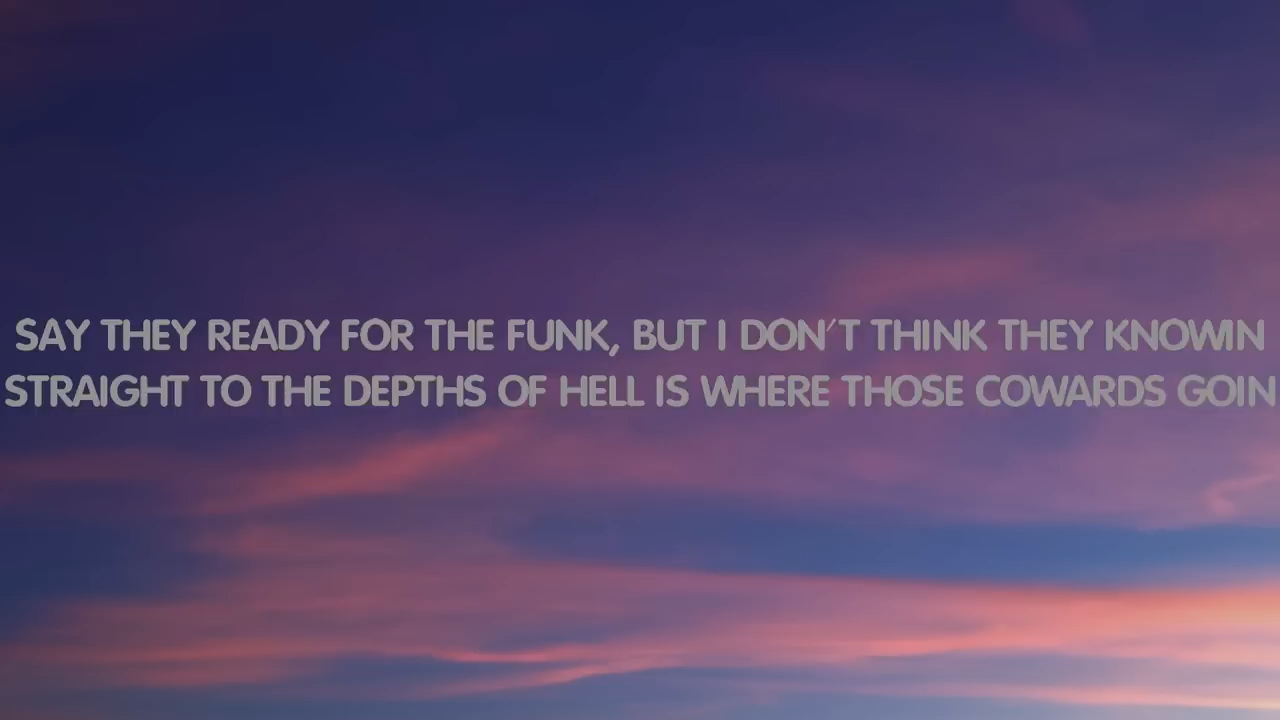 SAY THEY READY FOR THE FUNK, BUT I DON'T THINK THEY KNOWIN
STRAIGHT TO THE DEPTHS OF HELL IS WHERE THOSE COWARDS GOIN